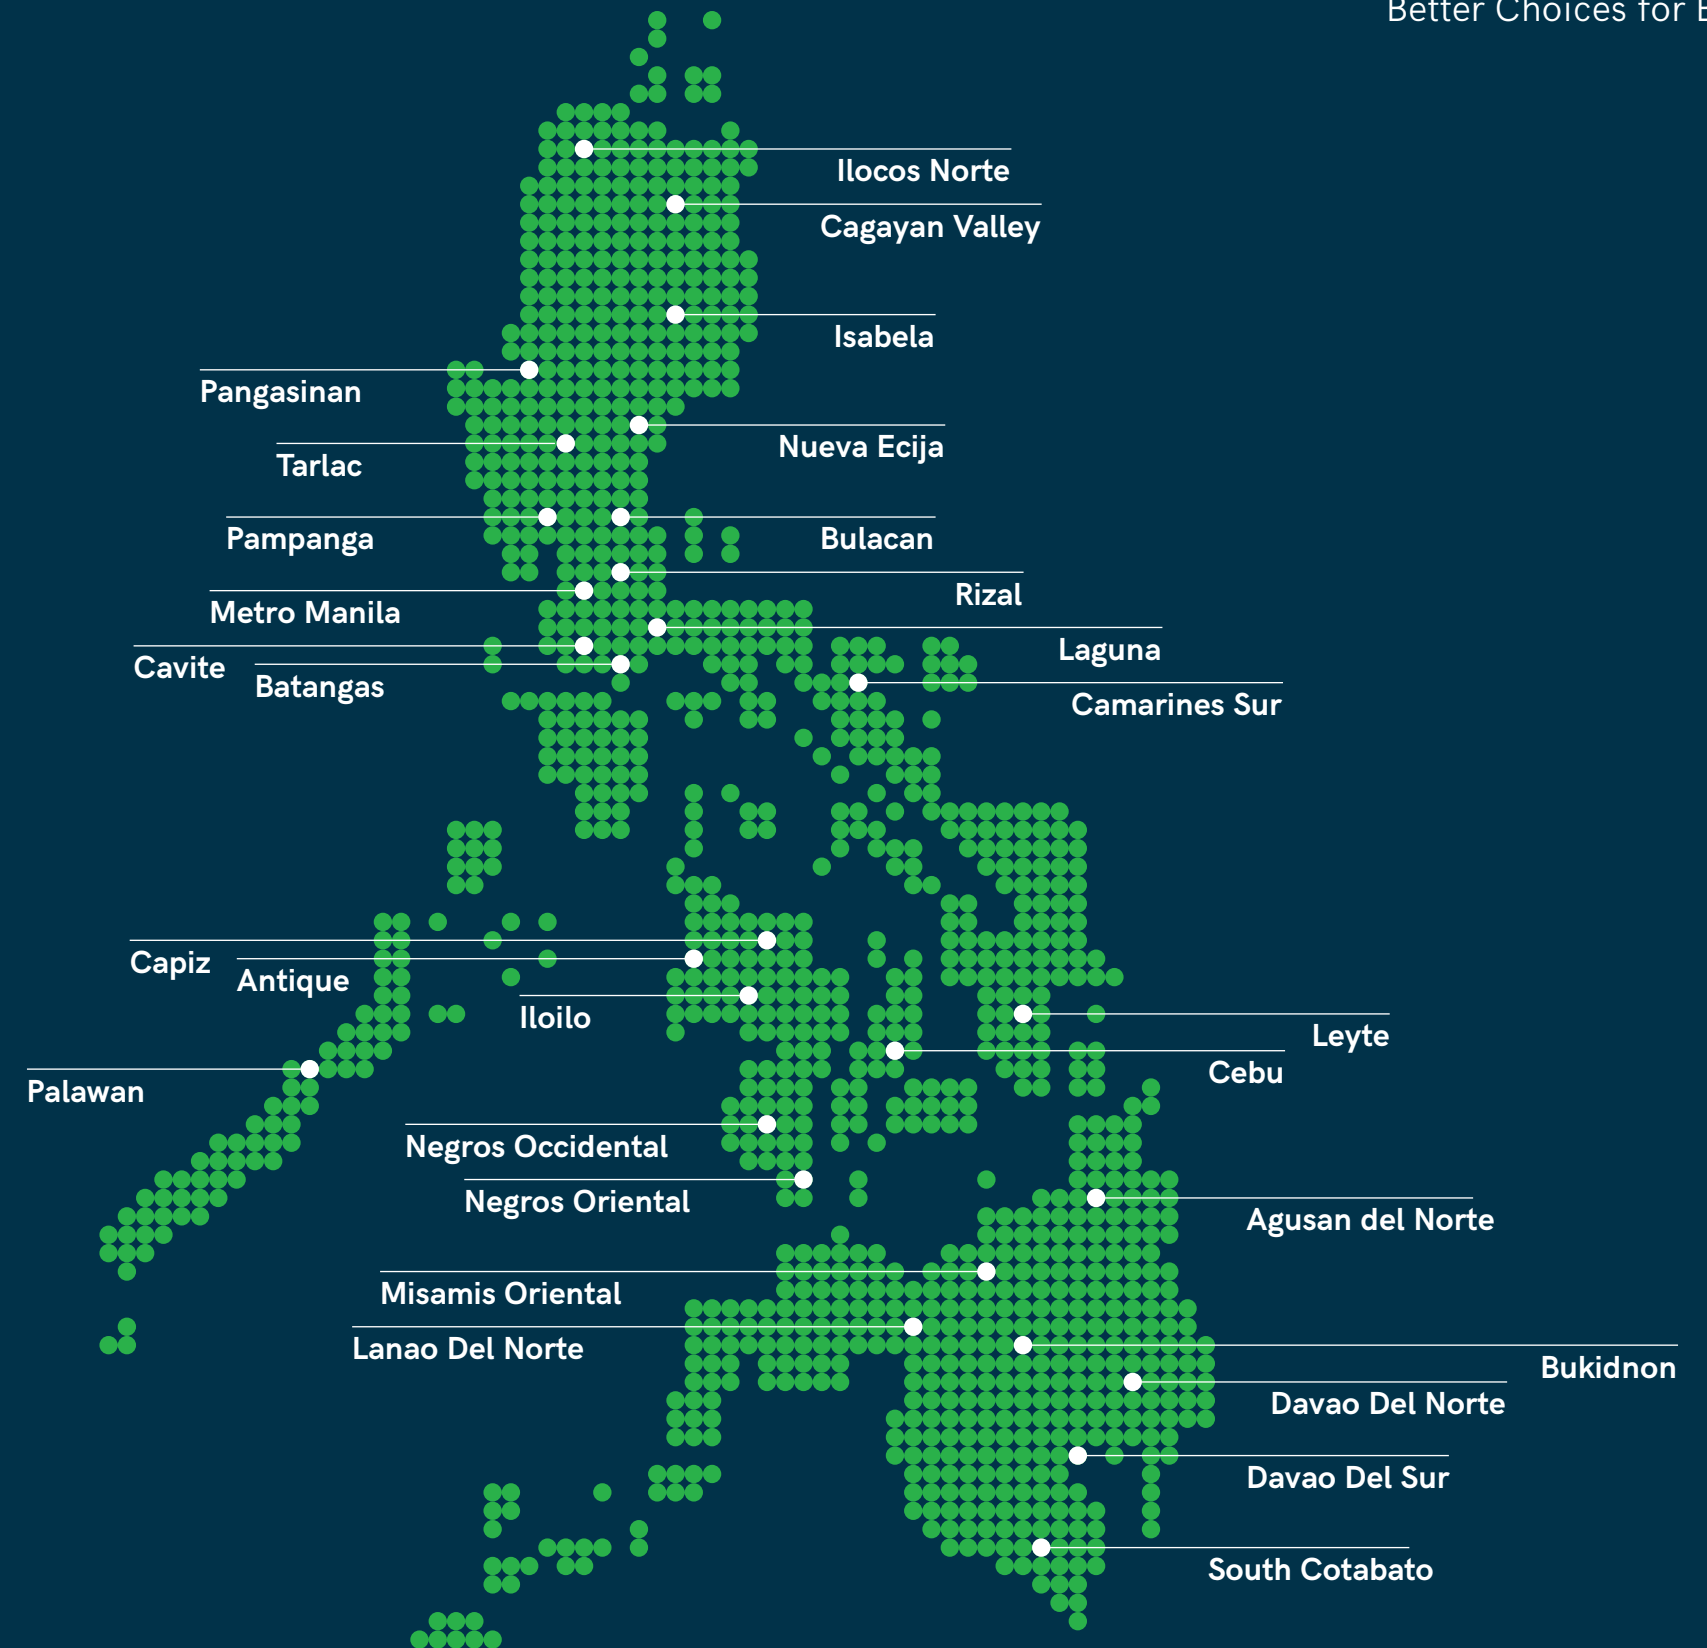 Better Choices for
Ilocos Norte
Cagayan Valley
Isabela
Pangasinan
Nueva Ecija
Tarlac
Pampanga
Bulacan
Rizal
Metro Manila
Laguna
Cavite
Batangas
Camarines Sur
Capiz
Antique
Iloilo
Leyte
Cebu
Palawan
Negros Occidental
Negros Oriental
Agusan del Norte
Misamis Oriental
Lanao Del Norte
Bukidnon
Davao Del Norte
Davao Del Sur
South Cotabato